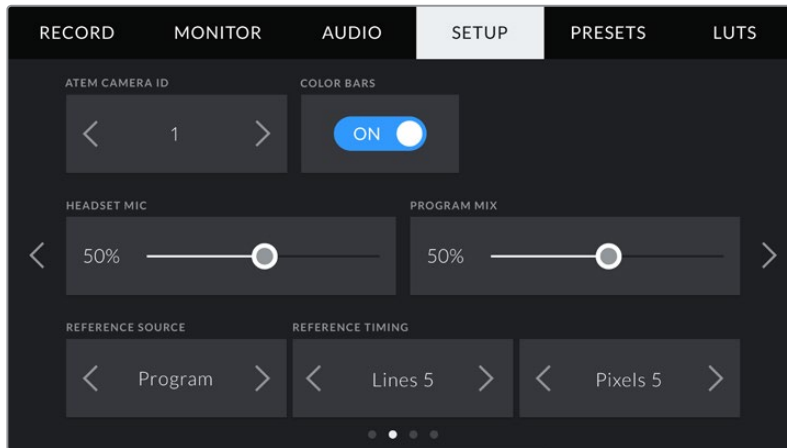 RECORD MONITOR AUDIO SETUP PRESETS LUTS
ATEM CAMERA ID COLOR BARS
1 ON
HEADSET MIC PROGRAM MIX
50% 50%
REFERENCE SOURCE REFERENCE TIMING
Program Lines 5 Pixels 5